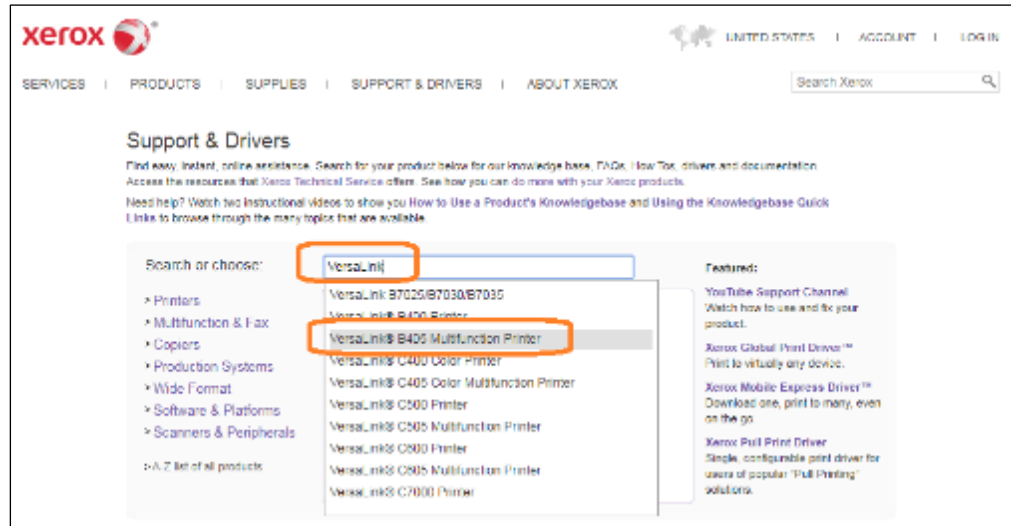 xerox
UNITED STATES | ACCOUNT | LOG IN
SERVICES | PRODUCTS | SUPPLIES | SUPPORT & DRIVERS | ABOUT XEROX
Search Xerox
Support & Drivers
Find easy, instant, online assistance. Search for your product below for our knowledge base, FAQs, How Tos, drivers and documentation.
Access the resources that Xerox Technical Service offers. See how you can do more with your Xerox products.
Need help? Watch two instructional videos to show you How to Use a Product's Knowledgebase and Using the Knowledgebase Quick
Links to browse through the many topics that are available.
Search or choose:
VersaLink
> Printers
> Multifunction & Fax
> Copiers
> Production Systems
> Wide Format
> Software & Platforms
> Scanners & Peripherals
> A-Z list of all products
VersaLink B7025/B7030/B7035
VersaLink® B400 Printer
VersaLink® B405 Multifunction Printer
VersaLink® C400 Color Printer
VersaLink® C405 Color Multifunction Printer
VersaLink® C500 Printer
VersaLink® C505 Multifunction Printer
VersaLink® C600 Printer
VersaLink® C605 Multifunction Printer
VersaLink® C7000 Printer
Featured:
YouTube Support Channel
Watch how to use and fix your
product.
Xerox Global Print Driver™
Print to virtually any device.
Xerox Mobile Express Driver™
Download one, print to many, even
on the go
Xerox Pull Print Driver
Single, configurable print driver for
users of popular "Pull Printing"
solutions.